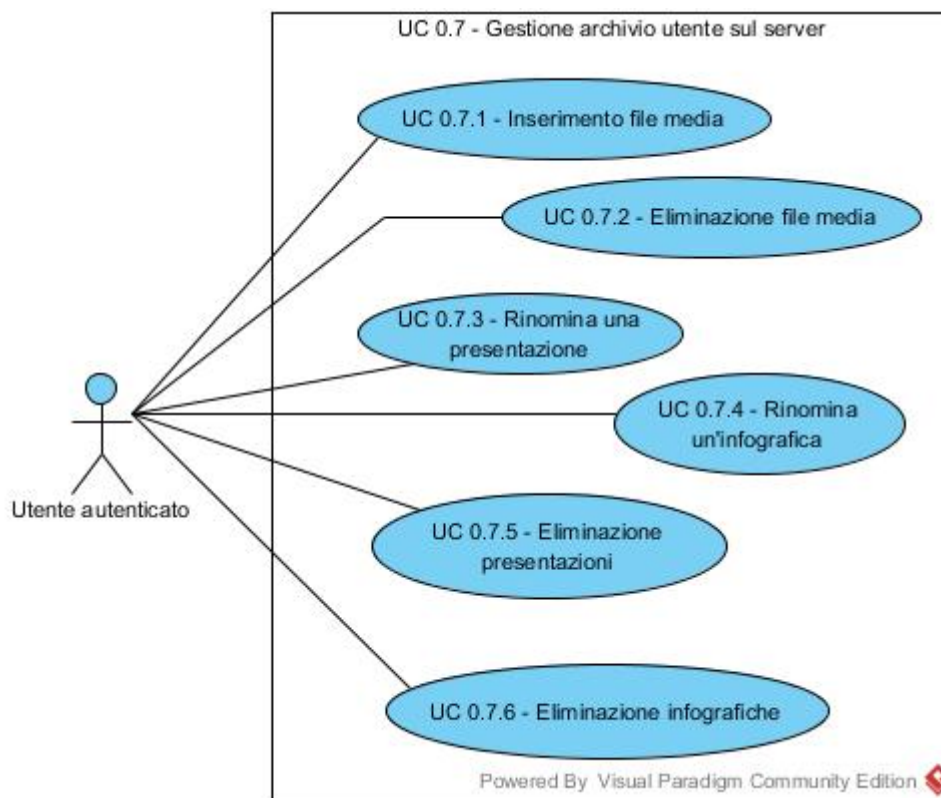 UC 0.7 - Gestione archivio utente sul server
UC 0.7.1 - Inserimento file media
UC 0.7.2 - Eliminazione file media
UC 0.7.3 - Rinomina una
presentazione
UC 0.7.4 - Rinomina
un'infografica
Utente autenticato
UC 0.7.5 - Eliminazione
presentazioni
UC 0.7.6 - Eliminazione infografiche
Powered By Visual Paradigm Community Edition